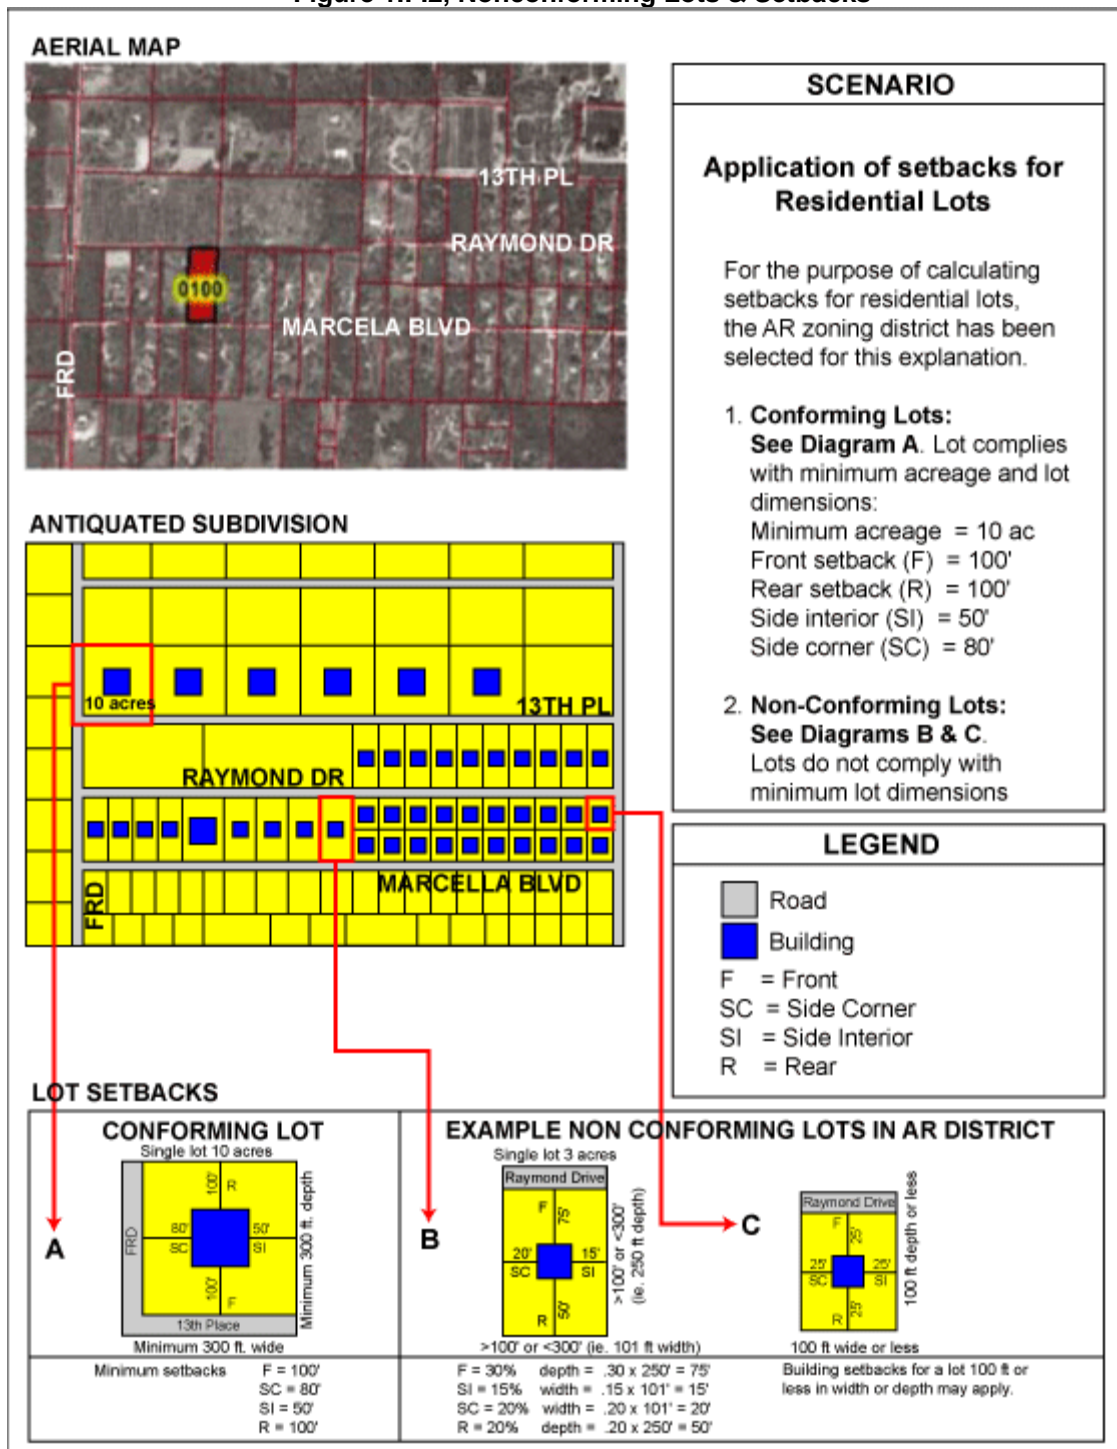 AERIAL MAP
13TH PL
RAYMOND DR
0100
MARCELA BLVD
FRD
SCENARIO
Application of setbacks for
Residential Lots
For the purpose of calculating
setbacks for residential lots,
the AR zoning district has been
selected for this explanation.
1. Conforming Lots:
See Diagram A. Lot complies
with minimum acreage and lot
dimensions:
Minimum acreage = 10 ac
Front setback (F) = 100'
Rear setback (R) = 100'
Side interior (SI) = 50'
Side corner (SC) = 80'
2. Non-Conforming Lots:
See Diagrams B & C.
Lots do not comply with
minimum lot dimensions
ANTIQUATED SUBDIVISION
10 acres
13TH PL
RAYMOND DR
MARCELLA BLVD
FRD
LEGEND
Road
Building
F = Front
SC = Side Corner
SI = Side Interior
R = Rear
LOT SETBACKS
CONFORMING LOT
Single lot 10 acres
A
FRD
100'
R
80'
SC
50'
SI
100'
F
13th Place
Minimum 300 ft. depth
Minimum 300 ft. wide
Minimum setbacks F = 100'
SC = 80'
SI = 50'
R = 100'
EXAMPLE NON CONFORMING LOTS IN AR DISTRICT
Single lot 3 acres
B
Raymond Drive
F
75'
20'
SC
15'
SI
R
50'
>100' or <300'
(ie. 250 ft depth)
>100' or <300' (ie. 101 ft width)
F = 30% depth = .30 x 250' = 75'
SI = 15% width = .15 x 101' = 15'
SC = 20% width = .20 x 101' = 20'
R = 20% depth = .20 x 250' = 50'
C
Raymond Drive
F
25'
25'
SC
25'
SI
R
25'
100 ft depth or less
100 ft wide or less
Building setbacks for a lot 100 ft or
less in width or depth may apply.